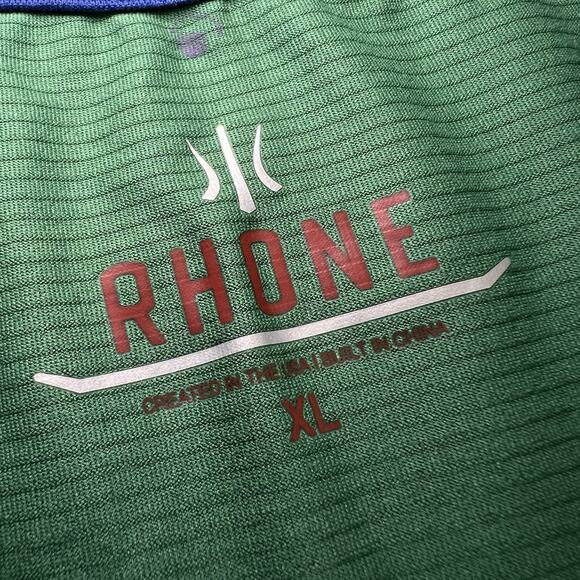 RHONE
CREATED IN THE USA | BUILT IN CHINA
XL